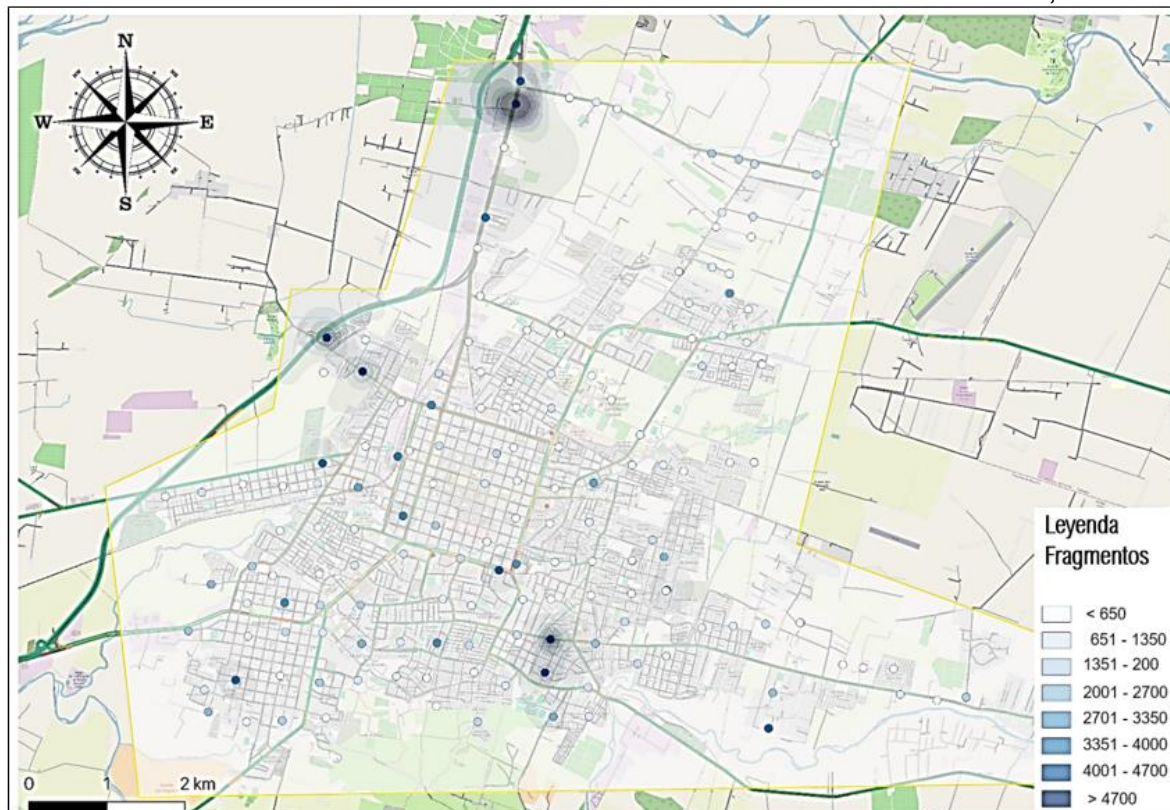 N
W
E
S
Leyenda
Fragmentos
< 650
651 - 1350
1351 - 200
2001 - 2700
2701 - 3350
3351 - 4000
4001 - 4700
> 4700
0 1 2 km